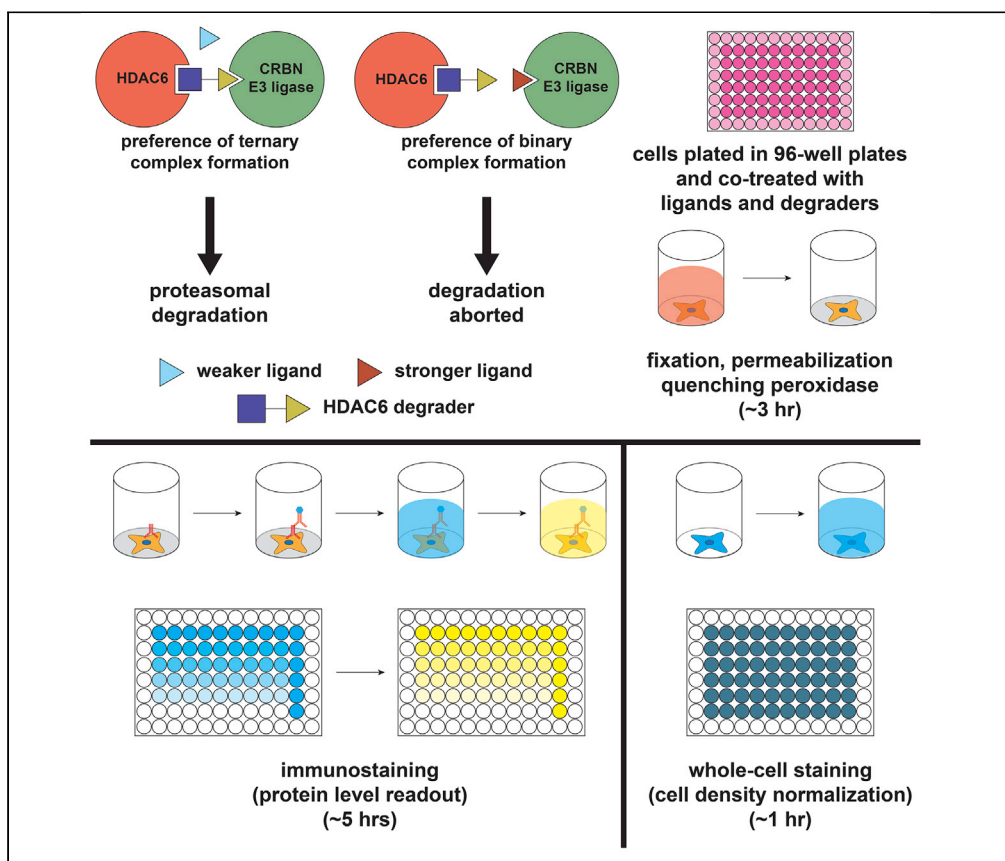 HDAC6
CRBN
E3 ligase
preference of ternary
complex formation
proteasomal
degradation
HDAC6
CRBN
E3 ligase
preference of binary
complex formation
degradation
aborted
weaker ligand
stronger ligand
HDAC6 degrader
cells plated in 96-well plates
and co-treated with
ligands and degraders
fixation, permeabilization
quenching peroxidase
(~3 hr)
immunostaining
(protein level readout)
(~5 hrs)
whole-cell staining
(cell density normalization)
(~1 hr)